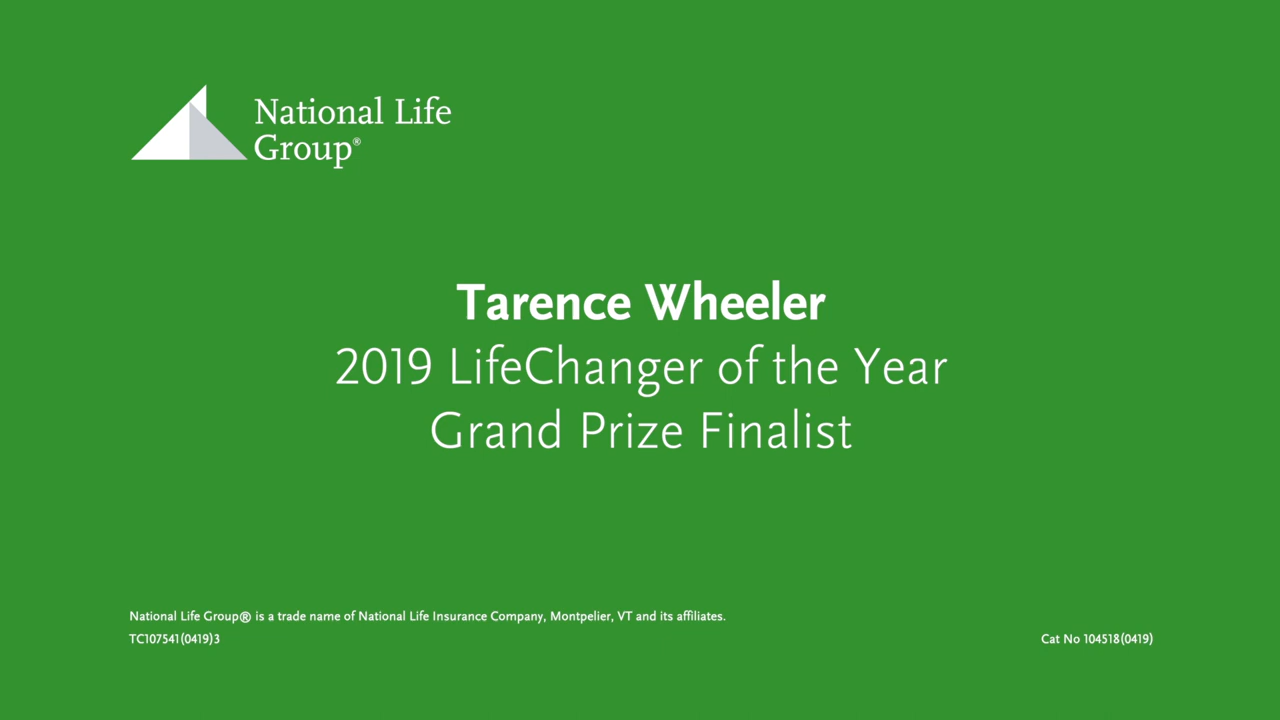 National Life
Group®
Tarence Wheeler
2019 LifeChanger of the Year
Grand Prize Finalist
National Life Group® is a trade name of National Life Insurance Company, Montpelier, VT and its affiliates.
TC107541(0419)3
Cat No 104518(0419)